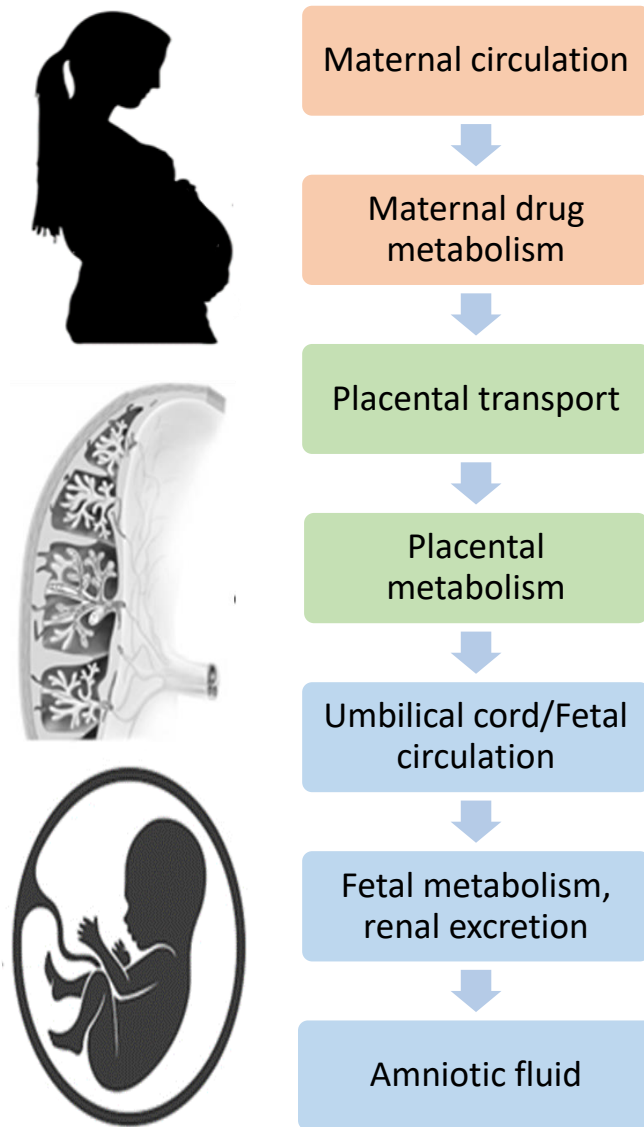 Maternal circulation
Maternal drug
metabolism
Placental transport
Placental
metabolism
Umbilical cord/Fetal
circulation
Fetal metabolism,
renal excretion
Amniotic fluid